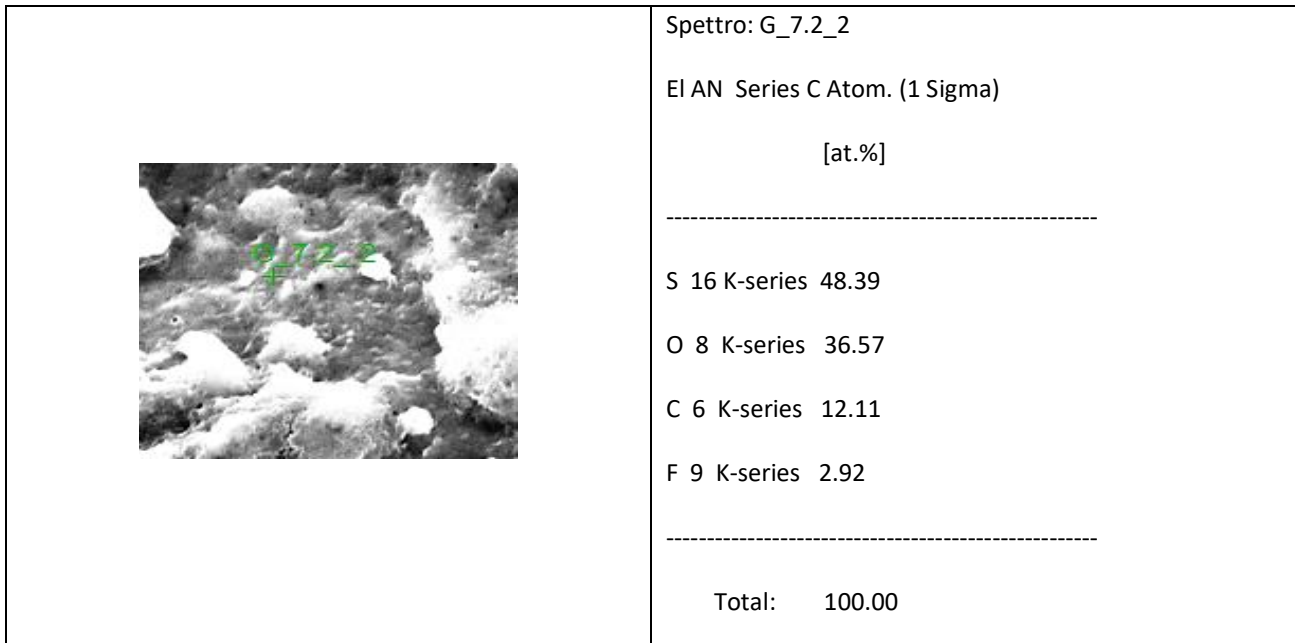 G_7.2_2
Spettro: G_7.2_2
El AN Series C Atom. (1 Sigma)
[at.%]
------------------------------------------------------
S 16 K-series 48.39
O 8 K-series 36.57
C 6 K-series 12.11
F 9 K-series 2.92
------------------------------------------------------
Total: 100.00